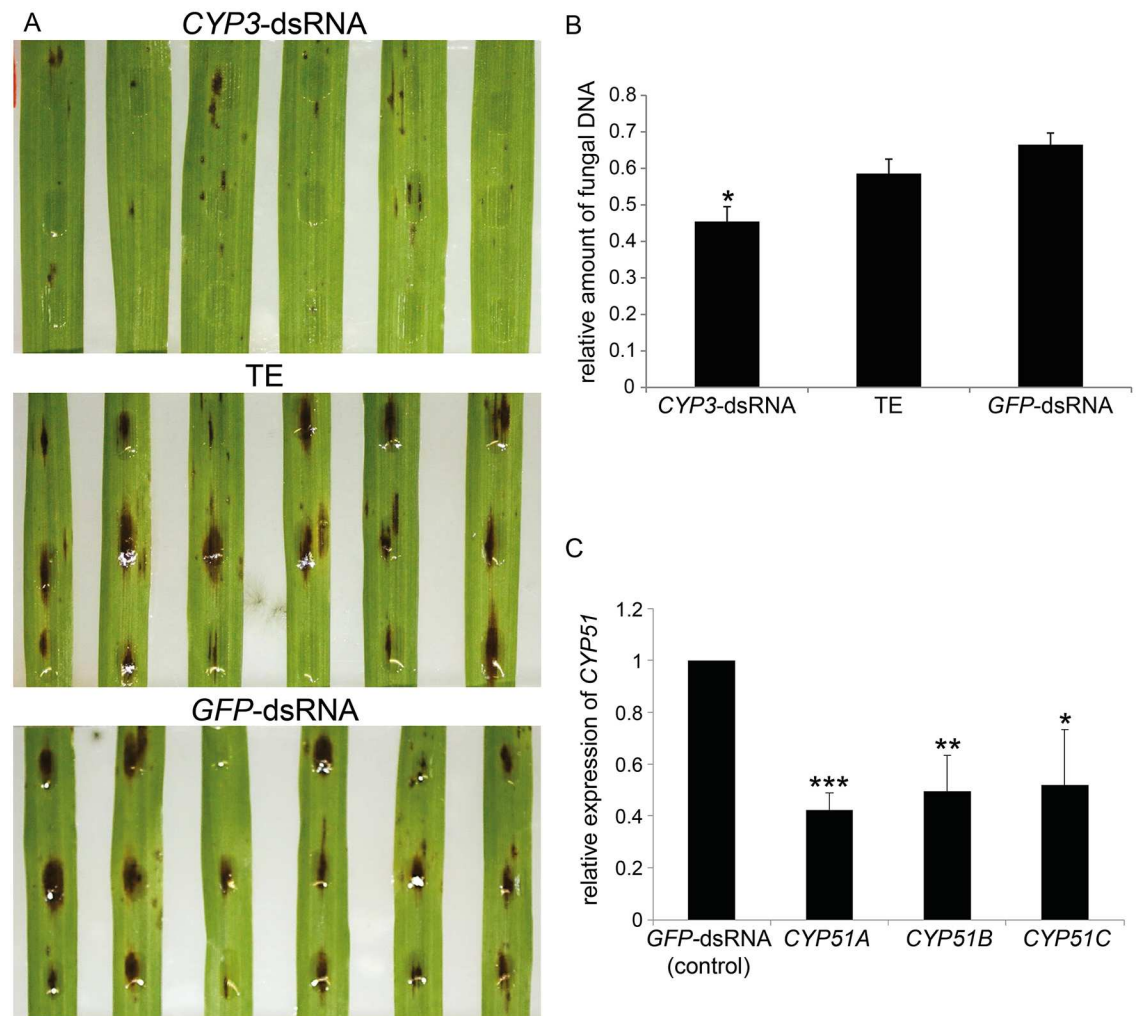 A
CYP3-dsRNA
TE
GFP-dsRNA
B
relative amount of fungal DNA
0.8
0.7
0.6
0.5
0.4
0.3
0.2
0.1
0
*
CYP3-dsRNA TE GFP-dsRNA
C
relative expression of CYP51
1.2
1
0.8
0.6
0.4
0.2
0
***
**
*
GFP-dsRNA CYP51A CYP51B CYP51C
(control)